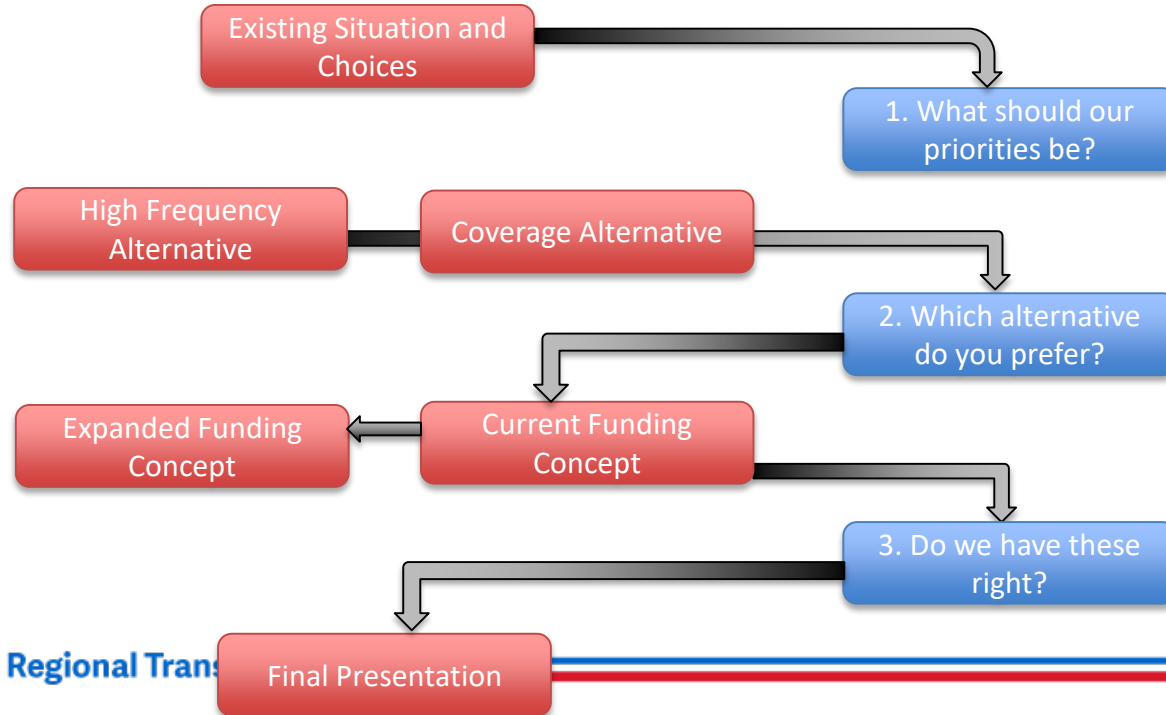 Existing Situation and
Choices
1. What should our
priorities be?
High Frequency
Alternative
Coverage Alternative
2. Which alternative
do you prefer?
Expanded Funding
Concept
Current Funding
Concept
3. Do we have these
right?
Regional
Final Presentation